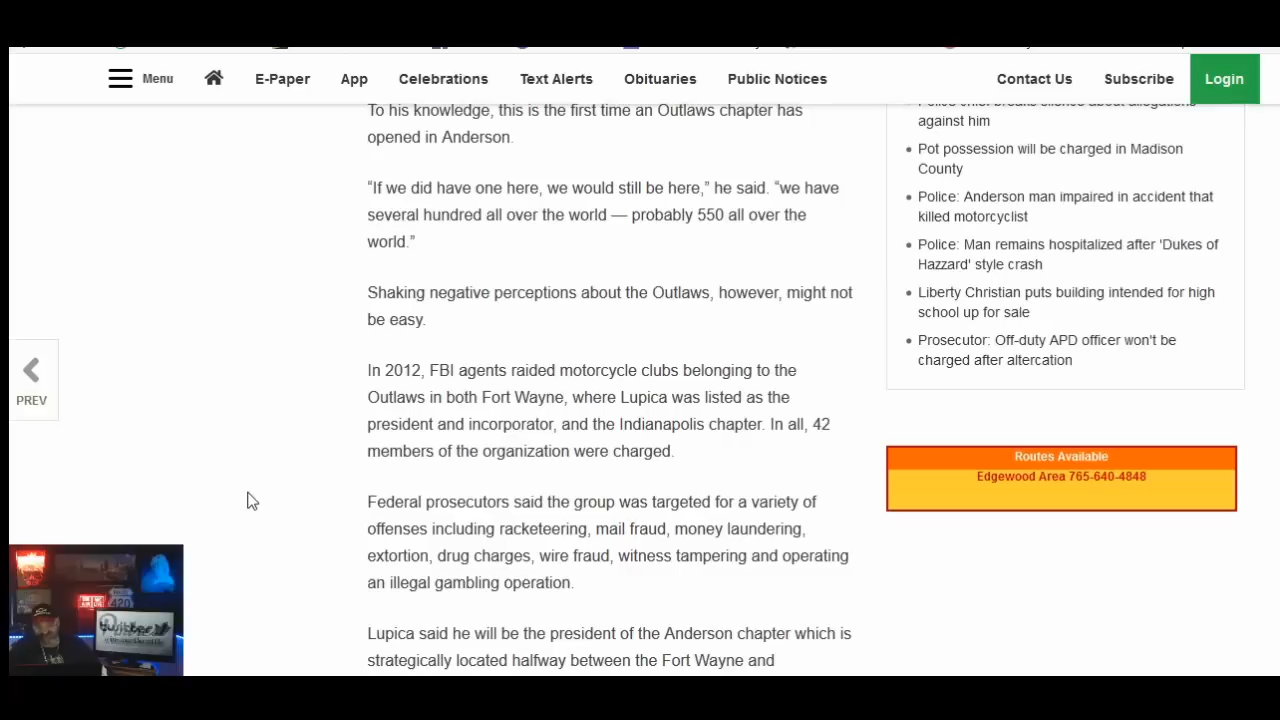 Menu
E-Paper
App
Celebrations
Text Alerts
Obituaries
Public Notices
Contact Us
Subscribe
Login
To his knowledge, this is the first time an Outlaws chapter has
opened in Anderson.
“If we did have one here, we would still be here,” he said. “we have
several hundred all over the world — probably 550 all over the
world.”
Shaking negative perceptions about the Outlaws, however, might not
be easy.
In 2012, FBI agents raided motorcycle clubs belonging to the
Outlaws in both Fort Wayne, where Lupica was listed as the
president and incorporator, and the Indianapolis chapter. In all, 42
members of the organization were charged.
Federal prosecutors said the group was targeted for a variety of
offenses including racketeering, mail fraud, money laundering,
extortion, drug charges, wire fraud, witness tampering and operating
an illegal gambling operation.
Lupica said he will be the president of the Anderson chapter which is
strategically located halfway between the Fort Wayne and
Police chief breaks silence about allegations
against him
Pot possession will be charged in Madison
County
Police: Anderson man impaired in accident that
killed motorcyclist
Police: Man remains hospitalized after 'Dukes of
Hazzard' style crash
Liberty Christian puts building intended for high
school up for sale
Prosecutor: Off-duty APD officer won't be
charged after altercation
Routes Available
Edgewood Area 765-640-4848
PREV
420